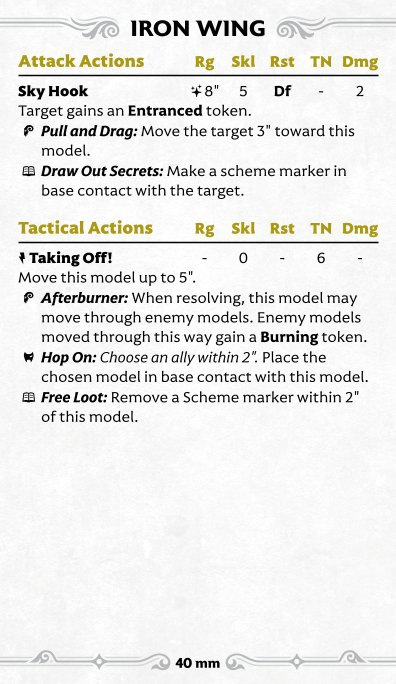 IRON WING
Attack Actions Rg Skl Rst TN Dmg
Sky Hook 8" 5 Df - 2
Target gains an Entranced token.
Pull and Drag: Move the target 3" toward this
model.
Draw Out Secrets: Make a scheme marker in
base contact with the target.
Tactical Actions Rg Skl Rst TN Dmg
Taking Off! - 0 - 6 -
Move this model up to 5".
Afterburner: When resolving, this model may
move through enemy models. Enemy models
moved through this way gain a Burning token.
Hop On: Choose an ally within 2". Place the
chosen model in base contact with this model.
Free Loot: Remove a Scheme marker within 2"
of this model.
40 mm